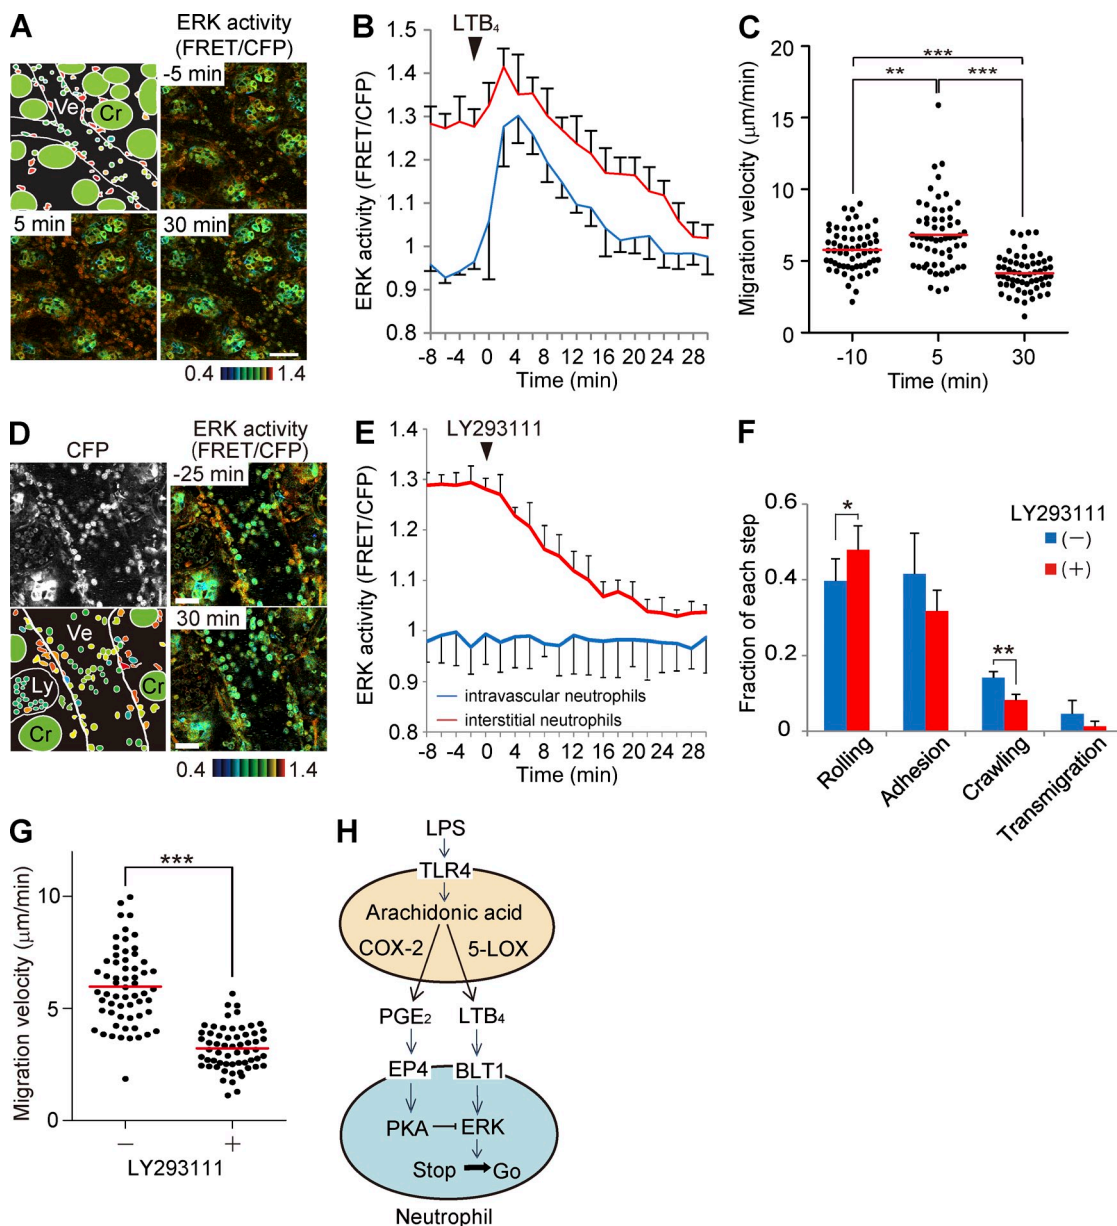 A
ERK activity
(FRET/CFP)
-5 min
Ve
Cr
5 min
30 min
0.4
1.4
B
LTB₄
ERK activity (FRET/CFP)
1.5
1.4
1.3
1.2
1.1
1
0.9
0.8
-8 -4 0 4 8 12 16 20 24 28
Time (min)
C
Migration velocity (μm/min)
20
15
10
5
0
***
** ***
-10 5 30
Time (min)
D
CFP
ERK activity
(FRET/CFP)
-25 min
Ve
Ly
Cr
Cr
30 min
0.4
1.4
E
LY293111
ERK activity (FRET/CFP)
1.4
1.3
1.2
1.1
1
0.9
0.8
intravascular neutrophils
interstitial neutrophils
-8 -4 0 4 8 12 16 20 24 28
Time (min)
F
Fraction of each step
0.6
0.4
0.2
0
LY293111
(−)
(+)
*
**
Rolling
Adhesion
Crawling
Transmigration
G
Migration velocity (μm/min)
10
5
0
***
− +
LY293111
H
LPS
TLR4
Arachidonic acid
COX-2 5-LOX
PGE₂ LTB₄
EP4 BLT1
PKA ERK
Stop Go
Neutrophil